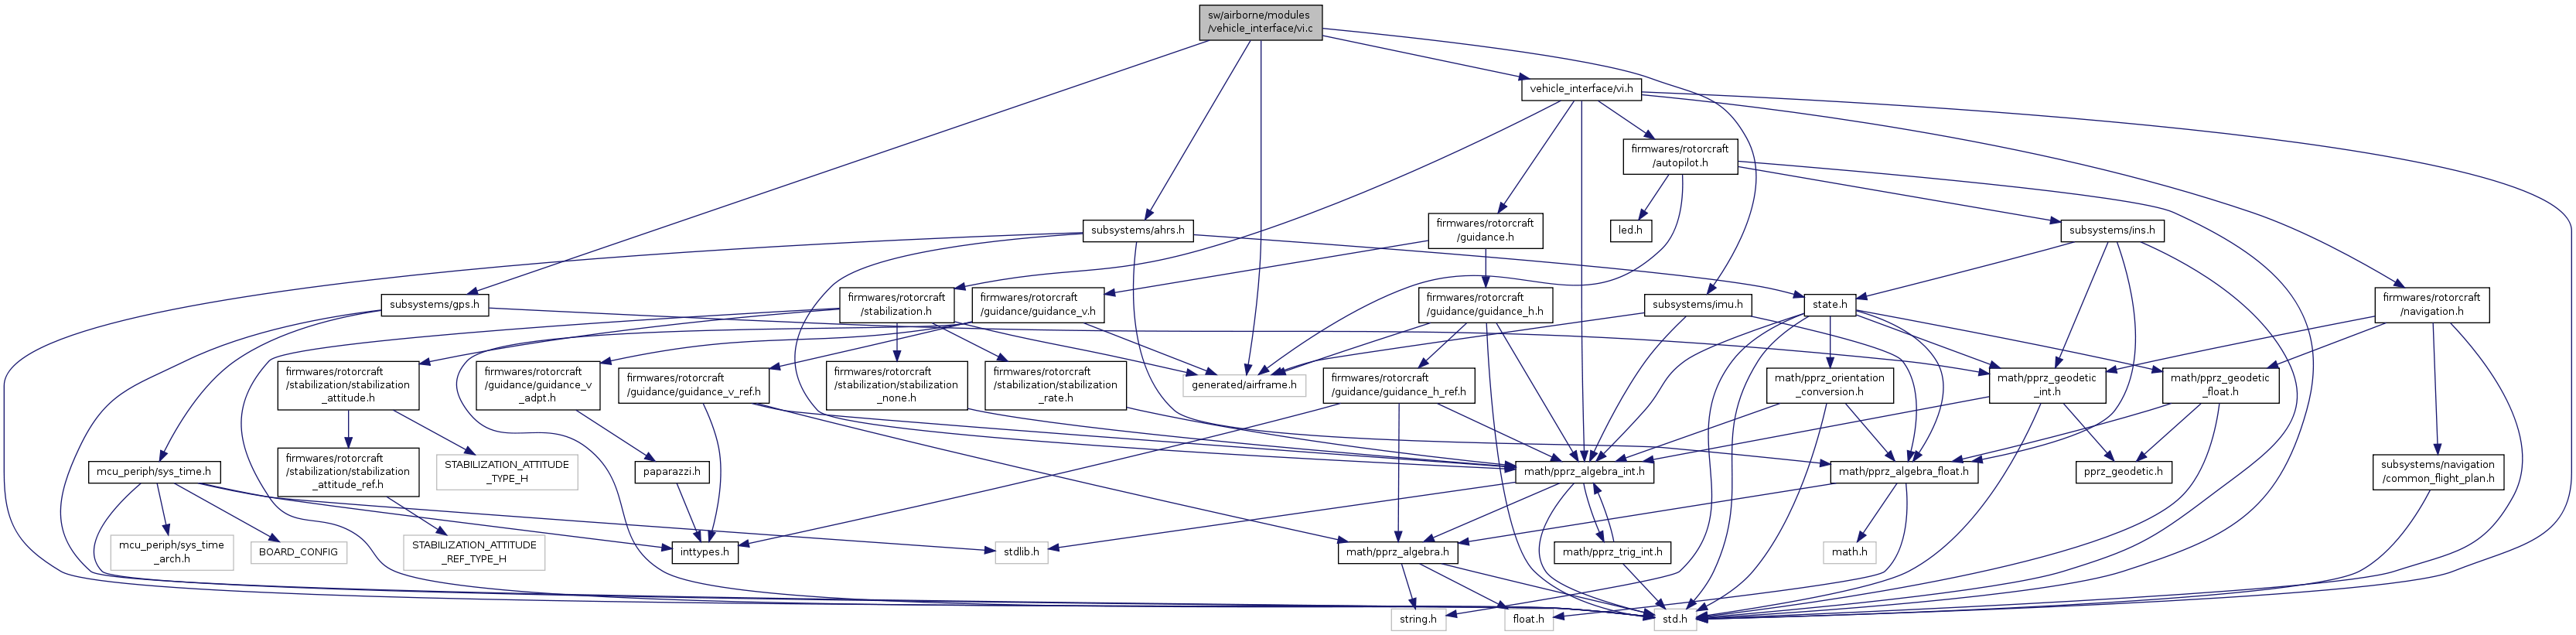 sw/airborne/modules
/vehicle_interface/vi.c
vehicle_interface/vi.h
firmwares/rotorcraft
/autopilot.h
subsystems/ahrs.h
firmwares/rotorcraft
/guidance.h
led.h
subsystems/ins.h
subsystems/gps.h
firmwares/rotorcraft
/stabilization.h
firmwares/rotorcraft
/guidance/guidance_v.h
firmwares/rotorcraft
/guidance/guidance_h.h
subsystems/imu.h
state.h
firmwares/rotorcraft
/navigation.h
firmwares/rotorcraft
/stabilization/stabilization
_attitude.h
firmwares/rotorcraft
/guidance/guidance_v
_adpt.h
firmwares/rotorcraft
/guidance/guidance_v_ref.h
firmwares/rotorcraft
/stabilization/stabilization
_none.h
firmwares/rotorcraft
/stabilization/stabilization
_rate.h
generated/airframe.h
firmwares/rotorcraft
/guidance/guidance_h_ref.h
math/pprz_orientation
_conversion.h
math/pprz_geodetic
_int.h
math/pprz_geodetic
_float.h
mcu_periph/sys_time.h
firmwares/rotorcraft
/stabilization/stabilization
_attitude_ref.h
STABILIZATION_ATTITUDE
_TYPE_H
paparazzi.h
math/pprz_algebra_int.h
math/pprz_algebra_float.h
pprz_geodetic.h
subsystems/navigation
/common_flight_plan.h
mcu_periph/sys_time
_arch.h
BOARD_CONFIG
STABILIZATION_ATTITUDE
_REF_TYPE_H
inttypes.h
stdlib.h
math/pprz_algebra.h
math/pprz_trig_int.h
math.h
string.h
float.h
std.h